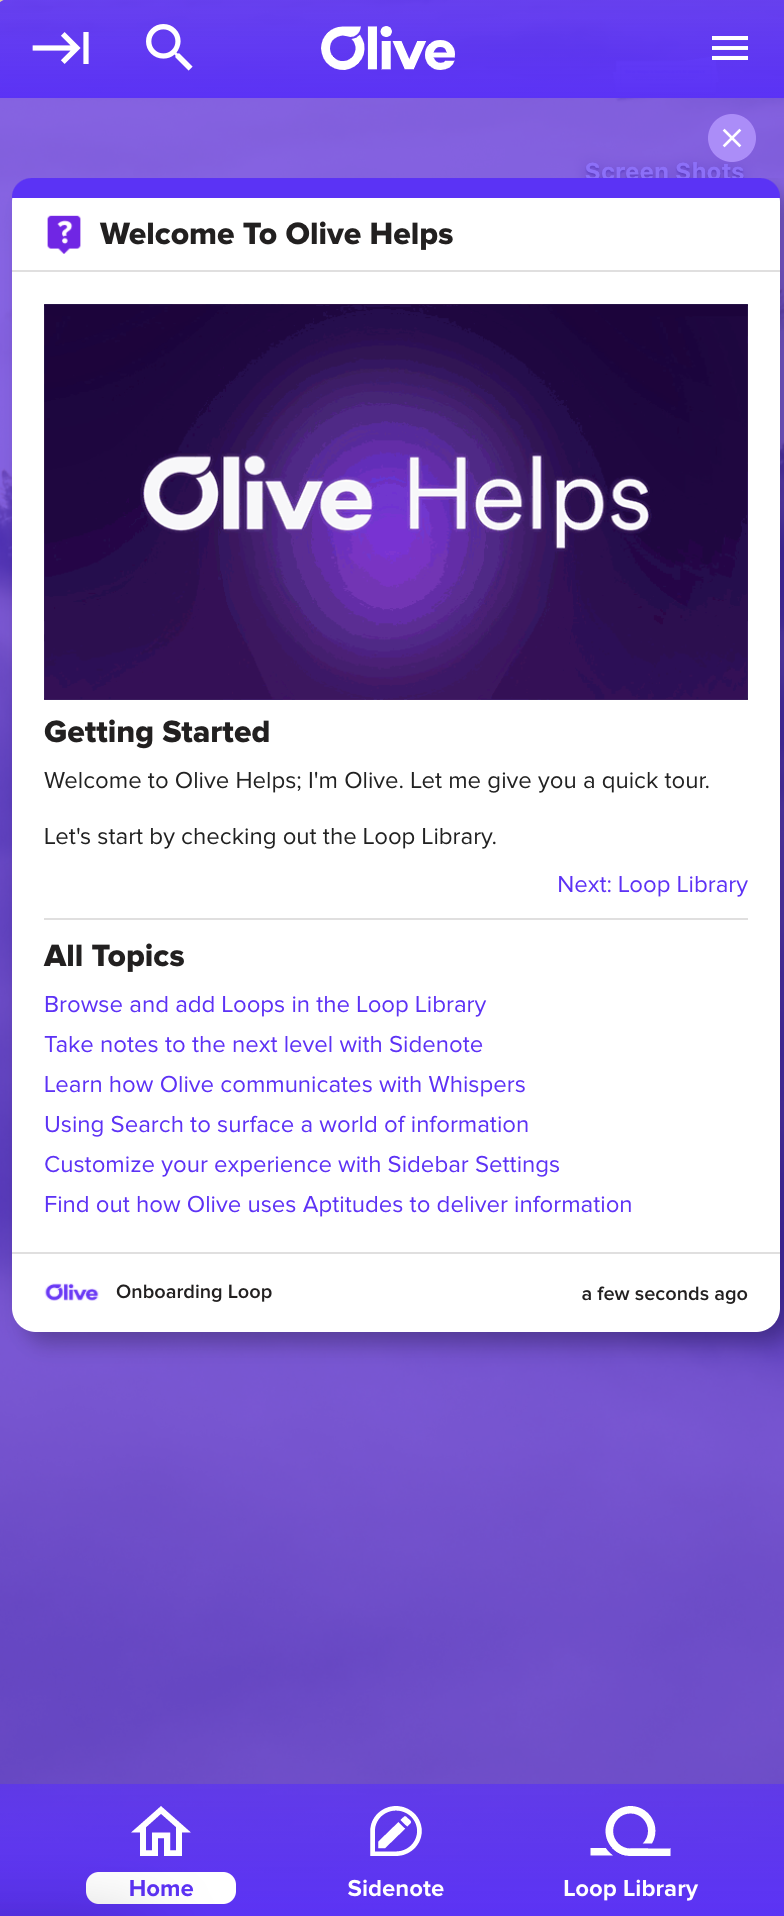 Olive
Screen Shots
Welcome To Olive Helps
Olive Helps
Getting Started
Welcome to Olive Helps; I'm Olive. Let me give you a quick tour.
Let's start by checking out the Loop Library.
Next: Loop Library
All Topics
Browse and add Loops in the Loop Library
Take notes to the next level with Sidenote
Learn how Olive communicates with Whispers
Using Search to surface a world of information
Customize your experience with Sidebar Settings
Find out how Olive uses Aptitudes to deliver information
Olive Onboarding Loop a few seconds ago
Home Sidenote Loop Library